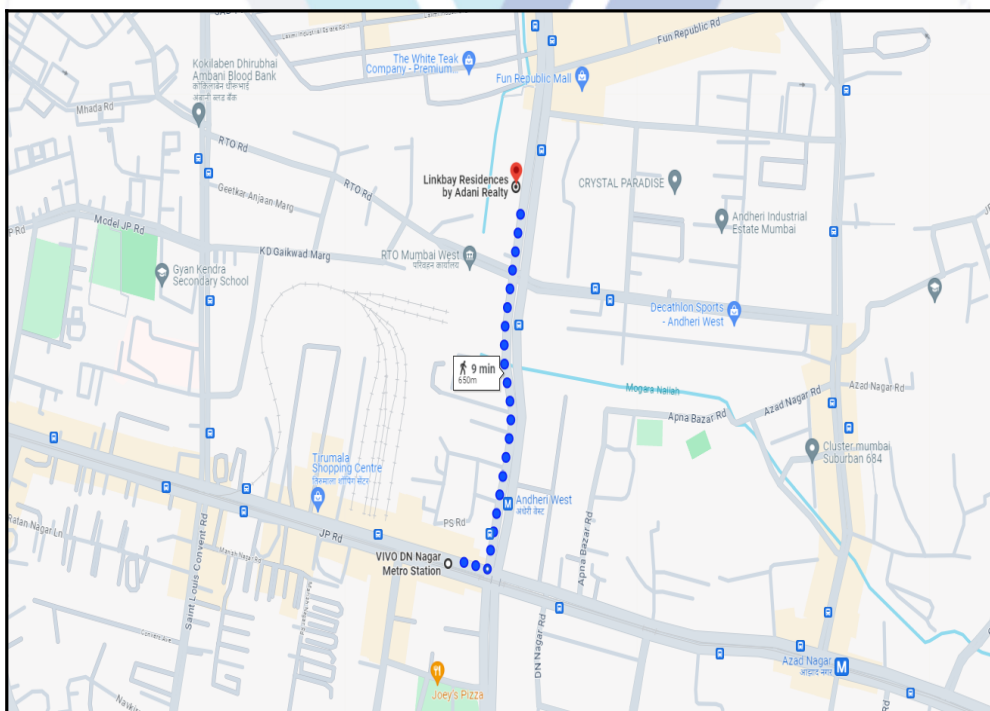 Fun Republic Rd
The White Teak
Company - Premium...
Kokilaben Dhirubhai
Ambani Blood Bank
Fun Republic Mall
Mhada Rd
RTO Rd
Linkbay Residences
by Adani Realty
CRYSTAL PARADISE
RTO Rd
Geetkar Anjaan Marg
Andheri Industrial
Estate Mumbai
Model JP Rd
KD Gaikwad Marg
RTO Mumbai West
परिवहन कार्यालय
Gyan Kendra
Secondary School
Decathlon Sports
- Andheri West
9 min
650m
Mogara Nallah
Azad Nagar Rd
Azad Nagar Rd
Apna Bazar Rd
Cluster.mumbai
Suburban 684
Tirumala
Shopping Centre
तिरुमाला शॉपिंग सेंटर
M
Andheri West
अंधेरी वेस्ट
PS Rd
JP Rd
Ratan Nagar Ln
VIVO DN Nagar
Metro Station
Saint Louis Convent Rd
Apna Bazar Rd
DN Nagar Rd
Azad Nagar
आझाद नगर
M
Joey's Pizza